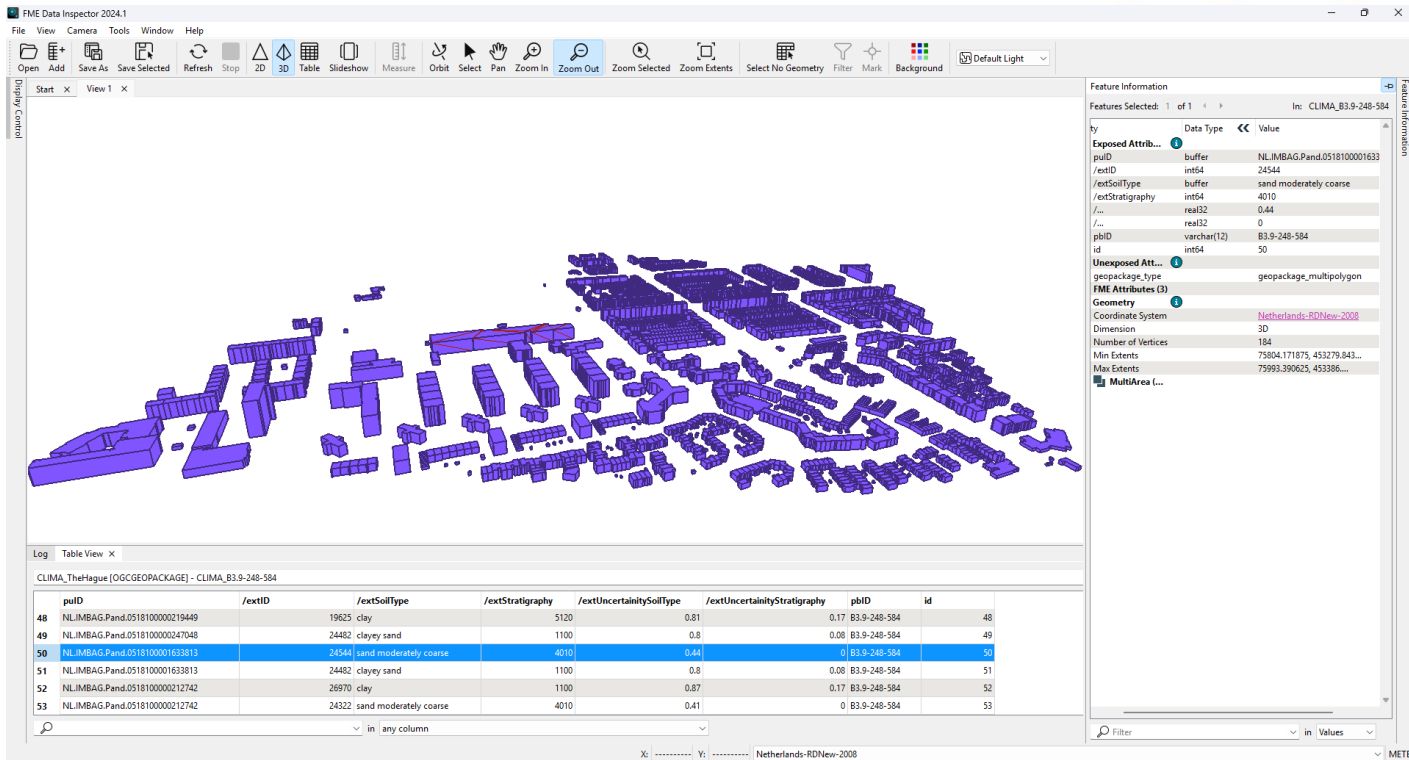 FME Data Inspector 2024.1
File View Camera Tools Window Help
Open Add Save As Save Selected Refresh Stop 2D 3D Table Slideshow Measure Orbit Select Pan Zoom In Zoom Out Zoom Selected Zoom Extents Select No Geometry Filter Mark Background Default Light
Display Control
Start View 1
Feature Information
Features Selected: 1 of 1 In: CLIMA_B3.9-248-584
Feature Information
ty Data Type Value
Exposed Attrib...
puID buffer NL.IMBAG.Pand.0518100001633
/extID int64 24544
/extSoilType buffer sand moderately coarse
/extStratigraphy int64 4010
/... real32 0.44
/... real32 0
pbID varchar(12) B3.9-248-584
id int64 50
Unexposed Att...
geopackage_type geopackage_multipolygon
FME Attributes (3)
Geometry
Coordinate System Netherlands-RDNew-2008
Dimension 3D
Number of Vertices 184
Min Extents 75804.171875, 453279.843...
Max Extents 75993.390625, 453386....
MultiArea (...
Log Table View
CLIMA_TheHague [OGCGEOPACKAGE] - CLIMA_B3.9-248-584
puID /extID /extSoilType /extStratigraphy /extUncertainitySoilType /extUncertainityStratigraphy pbID id
48 NL.IMBAG.Pand.0518100000219449 19625 clay 5120 0.81 0.17 B3.9-248-584 48
49 NL.IMBAG.Pand.0518100000247048 24482 clayey sand 1100 0.8 0.08 B3.9-248-584 49
50 NL.IMBAG.Pand.0518100001633813 24544 sand moderately coarse 4010 0.44 0 B3.9-248-584 50
51 NL.IMBAG.Pand.0518100001633813 24482 clayey sand 1100 0.8 0.08 B3.9-248-584 51
52 NL.IMBAG.Pand.0518100000212742 26970 clay 1100 0.87 0.17 B3.9-248-584 52
53 NL.IMBAG.Pand.0518100000212742 24322 sand moderately coarse 4010 0.41 0 B3.9-248-584 53
in any column
Filter in Values
X: ---------- Y: ---------- Netherlands-RDNew-2008 METE